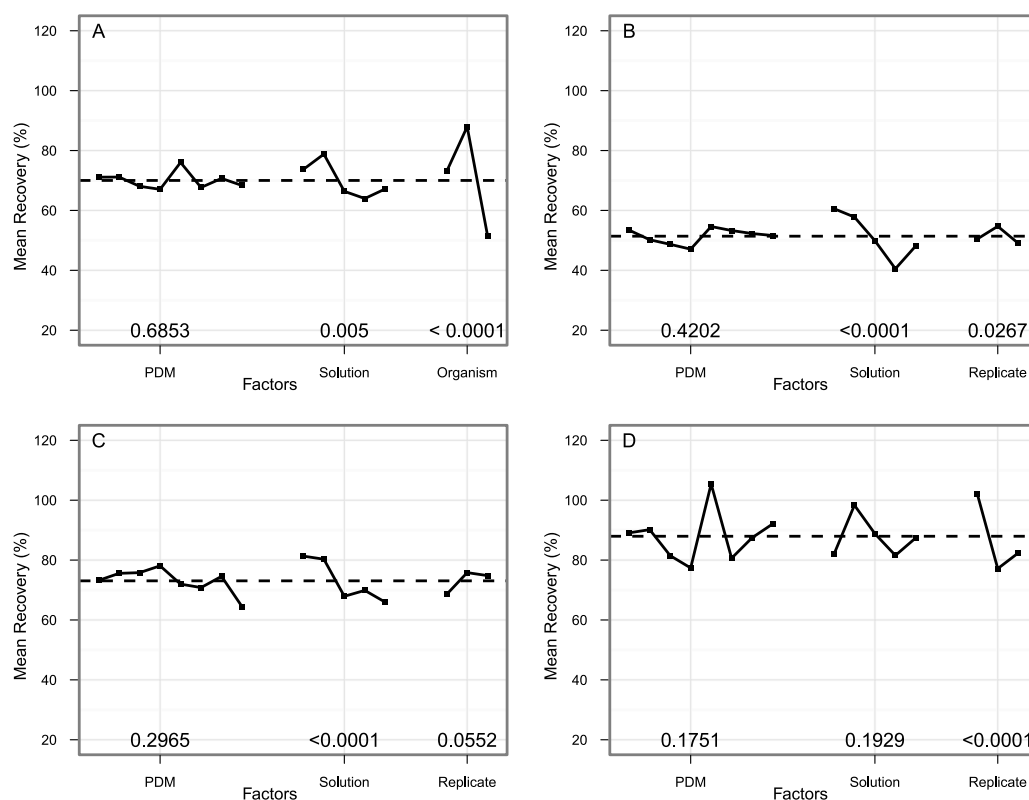 A
120
100
80
60
40
20
Mean Recovery (%)
0.6853 0.005 < 0.0001
PDM Solution Organism
Factors
B
120
100
80
60
40
20
Mean Recovery (%)
0.4202 <0.0001 0.0267
PDM Solution Replicate
Factors
C
120
100
80
60
40
20
Mean Recovery (%)
0.2965 <0.0001 0.0552
PDM Solution Replicate
Factors
D
120
100
80
60
40
20
Mean Recovery (%)
0.1751 0.1929 <0.0001
PDM Solution Replicate
Factors